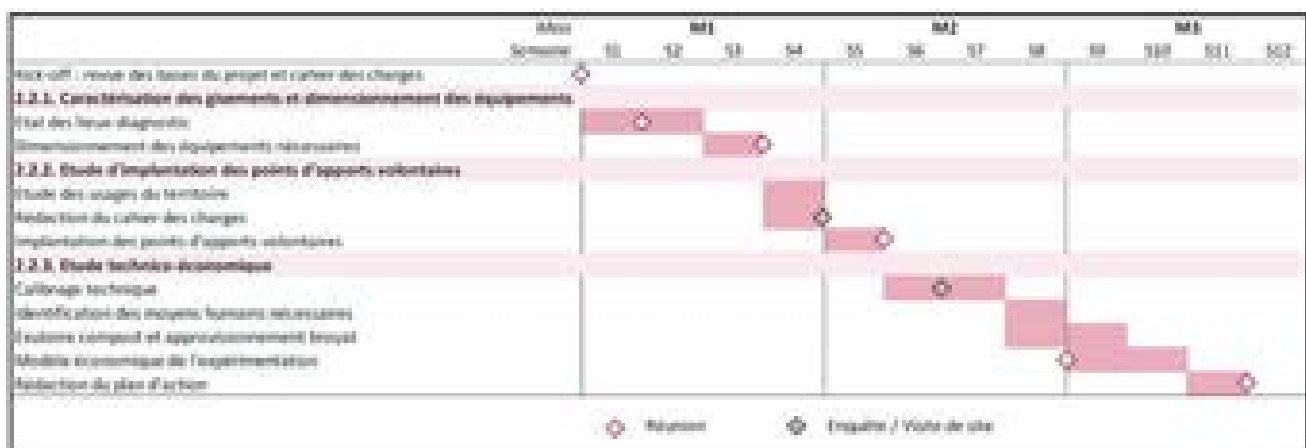 Mois M1 M2 M3
Semaine S1 S2 S3 S4 S5 S6 S7 S8 S9 S10 S11 S12
Kick-off : revue des bases du projet et cahier des charges
2.2.1. Caractérisation des gisements et dimensionnement des équipements
Etat des lieux diagnostic
Dimensionnement des équipements nécessaires
2.2.2. Etude d'implantation des points d'apports volontaires
Etude des usages du territoire
Rédaction du cahier des charges
Implantation des points d'apports volontaires
2.2.3. Etude technico-économique
Calibrage technique
Identification des moyens humains nécessaires
Exutoire compost et approvisionnement broyat
Modèle économique de l'expérimentation
Rédaction du plan d'action
Réunion
Enquête / Visite de site